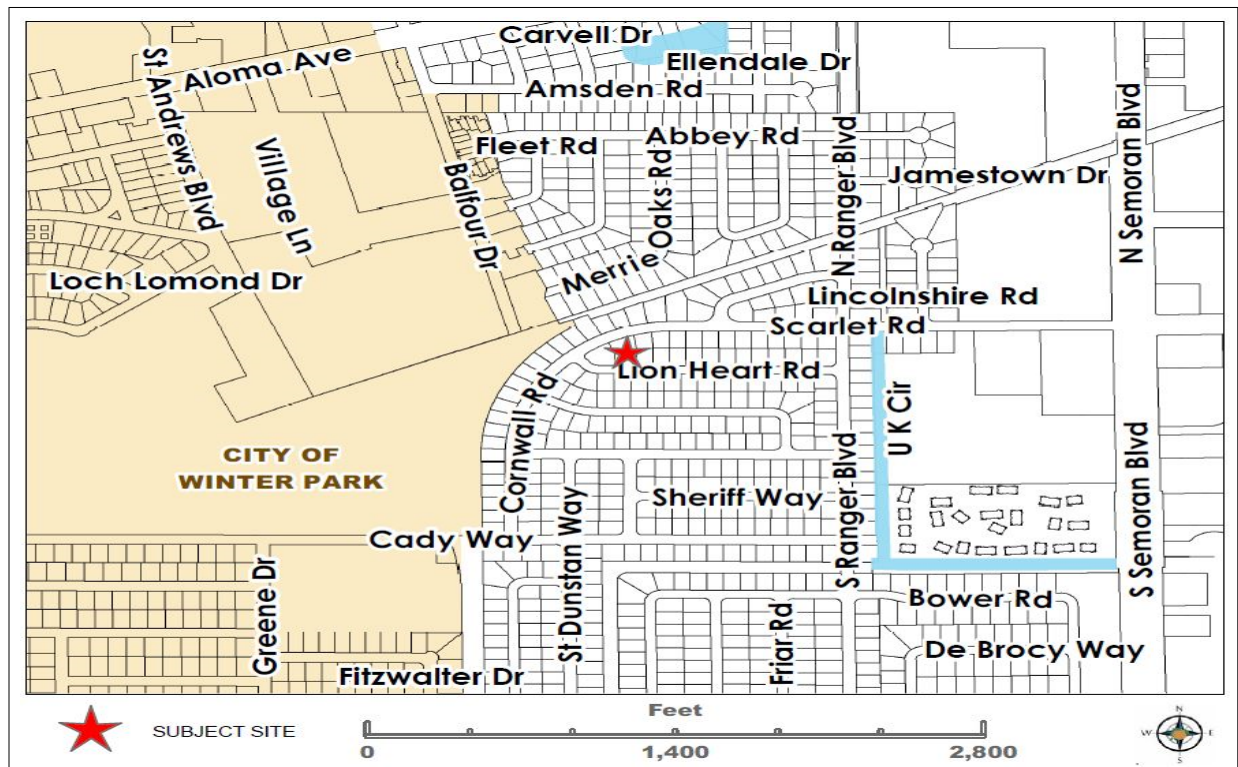 Carvell Dr
St Andrews Blvd
Aloma Ave
Ellendale Dr
Amsden Rd
N Semoran Blvd
Abbey Rd
N Ranger Blvd
Fleet Rd
Village Ln
Balfour Dr
Merrie Oaks Rd
Jamestown Dr
Loch Lomond Dr
Lincolnshire Rd
Scarlet Rd
Lion Heart Rd
Cornwall Rd
U K Cir
CITY OF
WINTER PARK
S Semoran Blvd
S Ranger Blvd
Sheriff Way
St Dunstan Way
Cady Way
Greene Dr
Bower Rd
Friar Rd
De Brocy Way
Fitzwalter Dr
SUBJECT SITE
Feet
0 1,400 2,800
N
W E
S